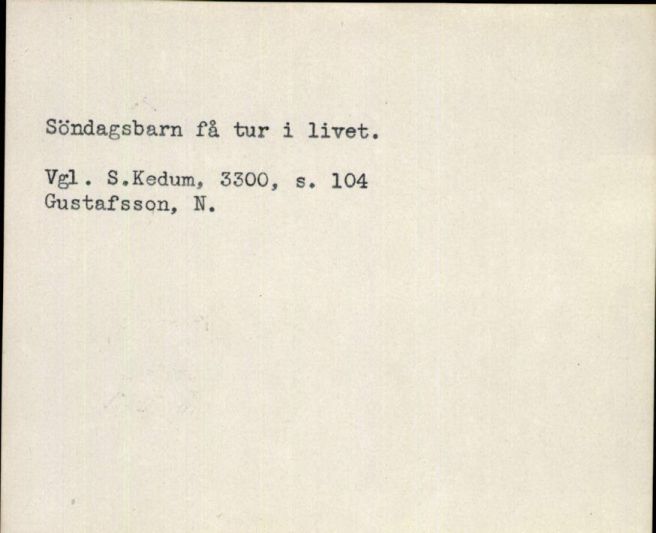 Söndagsbarn få tur i livet.
Vgl. S.Kedum, 3300, s. 104
Gustafsson, N.